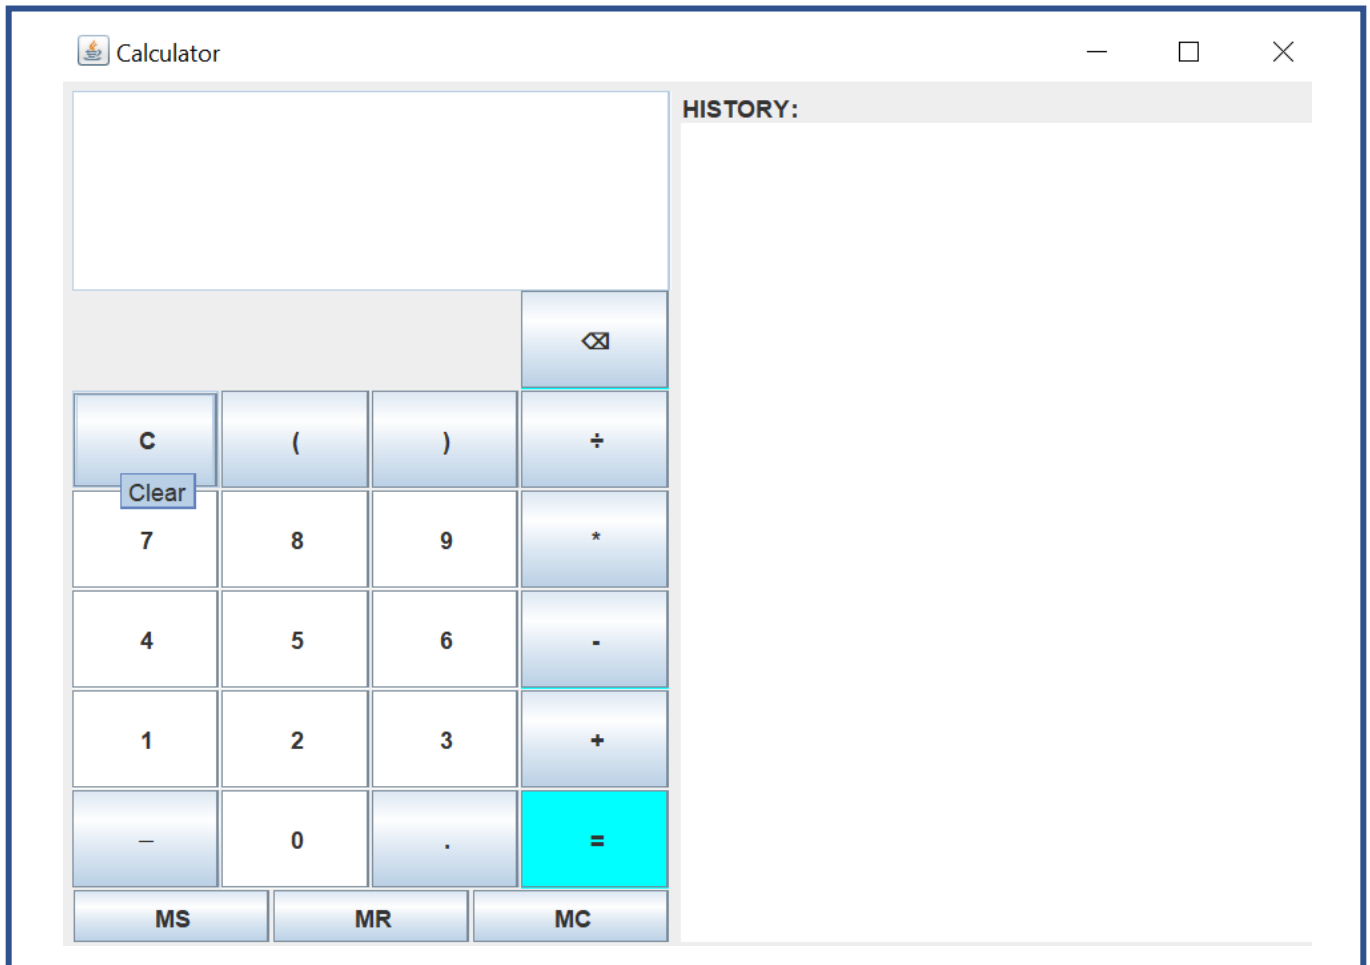 Calculator
HISTORY:
⌫
C ( ) ÷
Clear
7 8 9 *
4 5 6 -
1 2 3 +
– 0 . =
MS MR MC